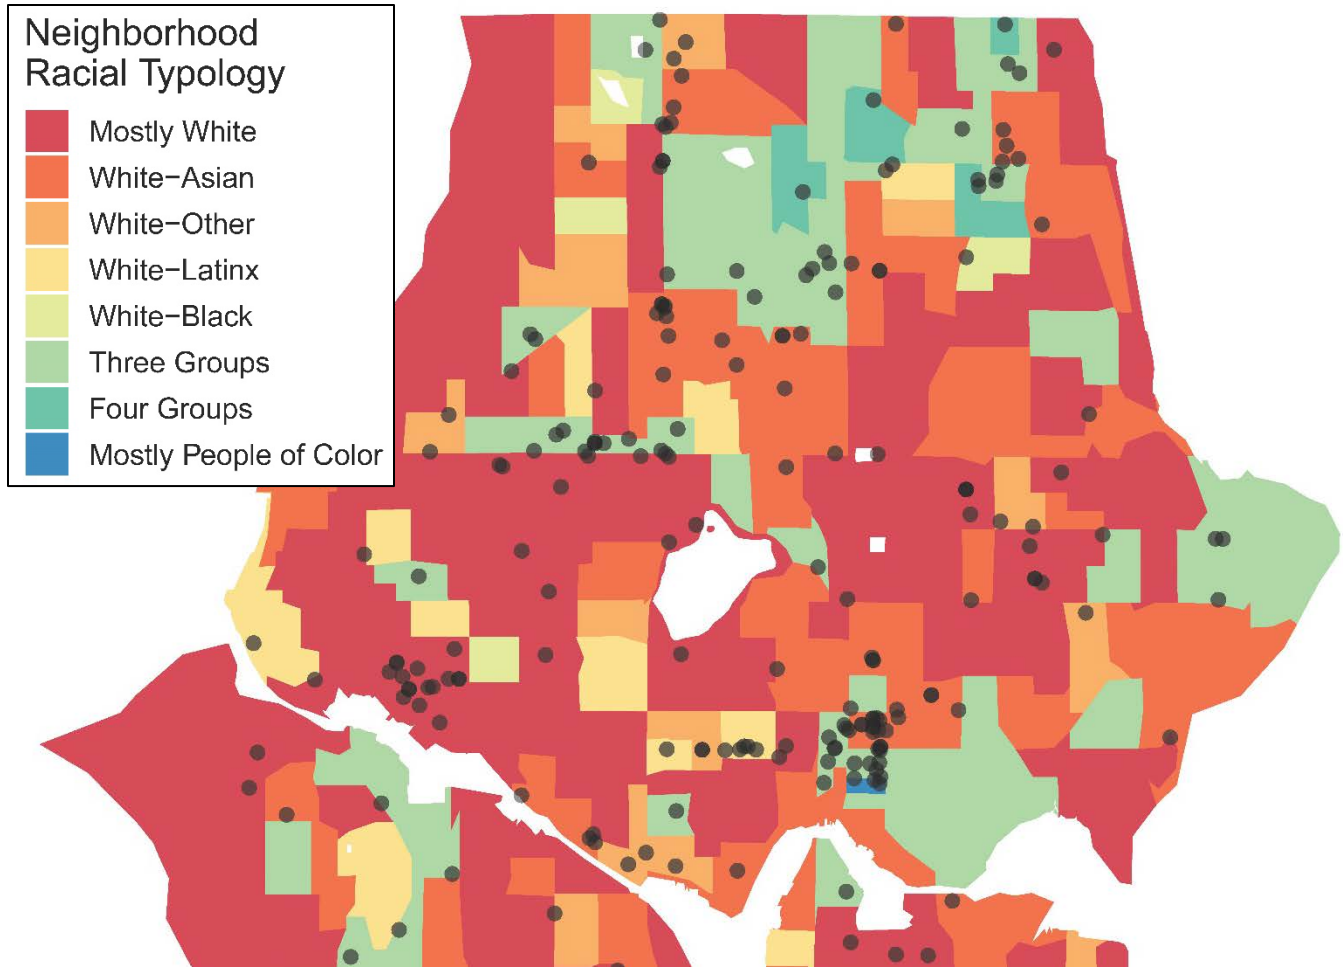 Neighborhood
Racial Typology
Mostly White
White−Asian
White−Other
White−Latinx
White−Black
Three Groups
Four Groups
Mostly People of Color